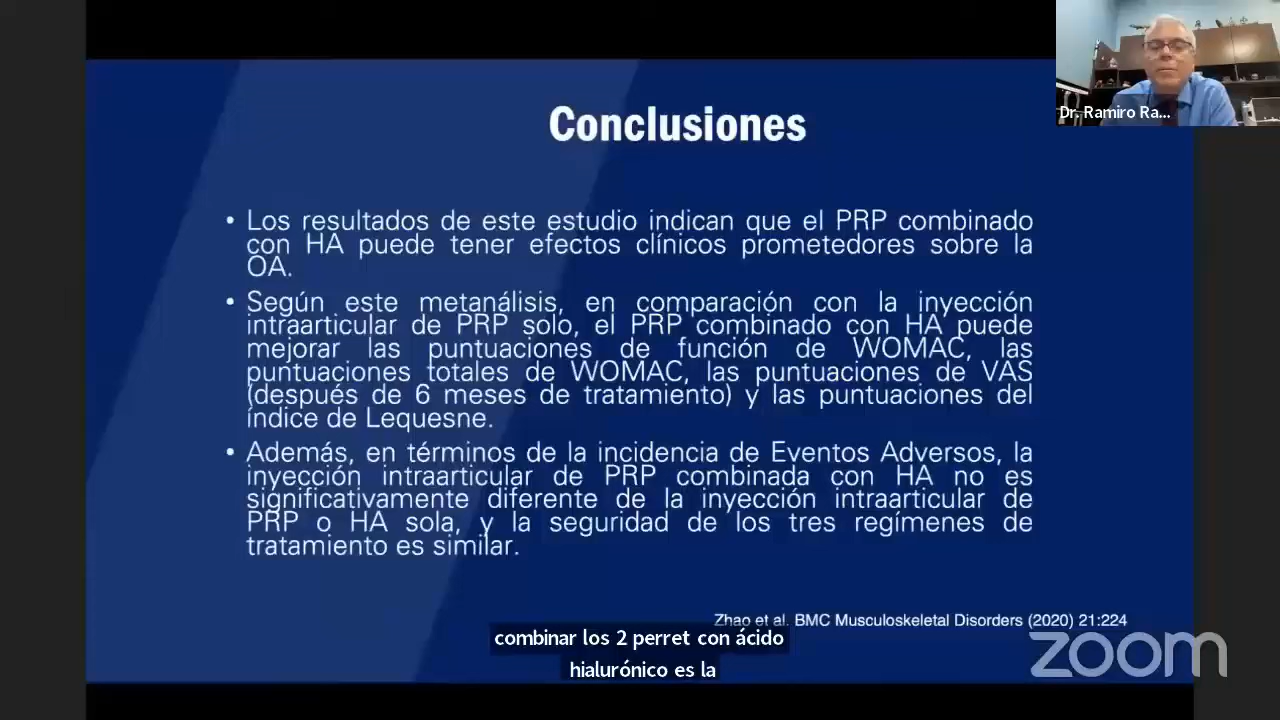 Conclusiones
• Los resultados de este estudio indican que el PRP combinado
con HA puede tener efectos clínicos prometedores sobre la
OA.
• Según este metanálisis, en comparación con la inyección
intraarticular de PRP solo, el PRP combinado con HA puede
mejorar las puntuaciones de función de WOMAC, las
puntuaciones totales de WOMAC, las puntuaciones de VAS
(después de 6 meses de tratamiento) y las puntuaciones del
índice de Lequesne.
• Además, en términos de la incidencia de Eventos Adversos, la
inyección intraarticular de PRP combinada con HA no es
significativamente diferente de la inyección intraarticular de
PRP o HA sola, y la seguridad de los tres regímenes de
tratamiento es similar.
Dr. Ramiro Ra...
Zhao et al. BMC Musculoskeletal Disorders (2020) 21:224
combinar los 2 perret con ácido
hialurónico es la
zoom